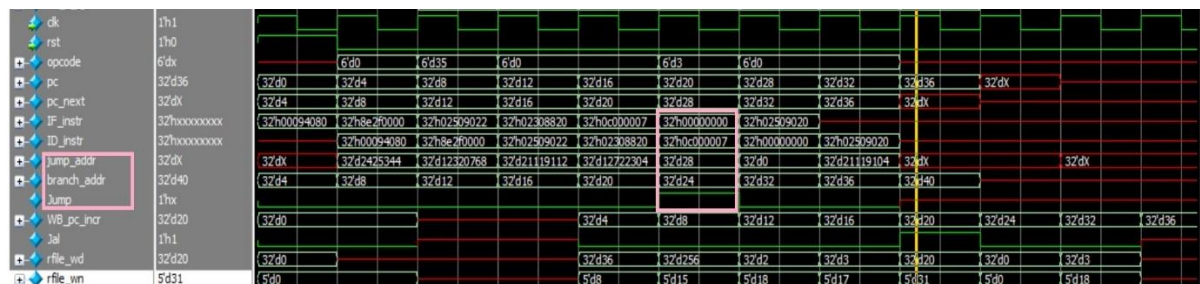 clk 1'h1
rst 1'h0
opcode 6'dx 6'd0 6'd35 6'd0 6'd3 6'd0
pc 32'd36 32'd0 32'd4 32'd8 32'd12 32'd16 32'd20 32'd28 32'd32 32'd36 32'dX
pc_next 32'dX 32'd4 32'd8 32'd12 32'd16 32'd20 32'd28 32'd32 32'd36 32'dX
IF_instr 32'hxxxxxxxx 32'h00094080 32'h8e2f0000 32'h02509022 32'h02308820 32'h0c000007 32'h00000000 32'h02509020
ID_instr 32'hxxxxxxxx 32'h00094080 32'h8e2f0000 32'h02509022 32'h02308820 32'h0c000007 32'h00000000 32'h02509020
jump_addr 32'dX 32'dX 32'd2425344 32'd12320768 32'd21119112 32'd12722304 32'd28 32'd0 32'd21119104 32'dX 32'dX
branch_addr 32'd40 32'd4 32'd8 32'd12 32'd16 32'd20 32'd24 32'd32 32'd36 32'd40
Jump 1'hx
WB_pc_incr 32'd20 32'd0 32'd4 32'd8 32'd12 32'd16 32'd20 32'd24 32'd32 32'd36
Jal 1'h1
rfile_wd 32'd20 32'd0 32'd36 32'd256 32'd2 32'd3 32'd20 32'd0 32'd3
rfile_wn 5'd31 5'd0 5'd8 5'd15 5'd18 5'd17 5'd31 5'd0 5'd18